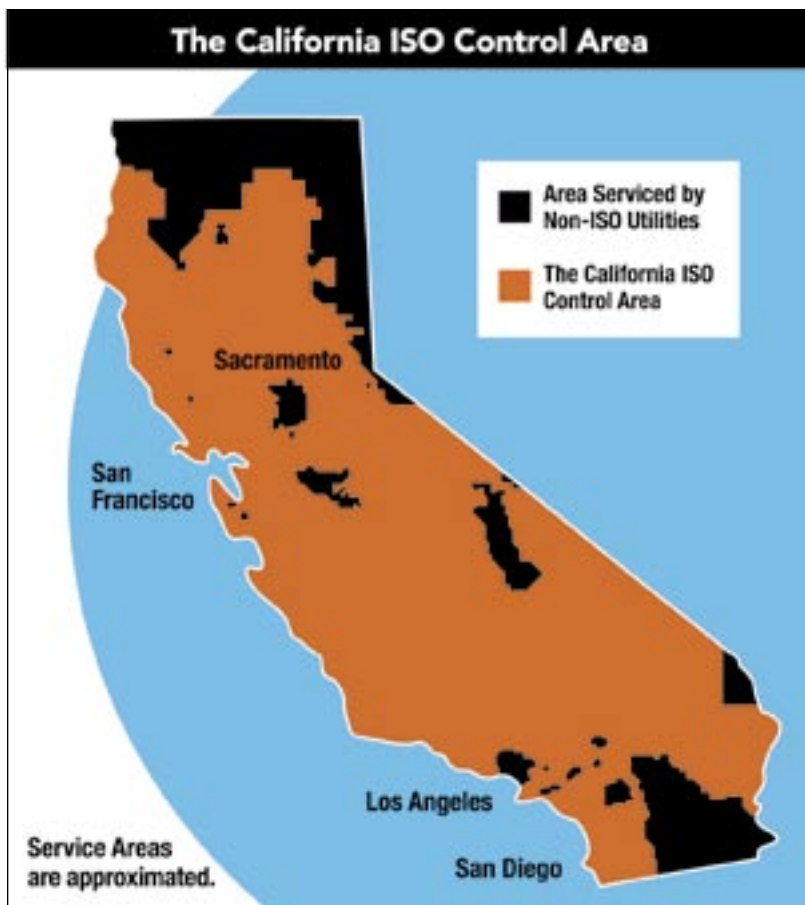 The California ISO Control Area
Area Serviced by
Non-ISO Utilities
The California ISO
Control Area
Sacramento
San
Francisco
Los Angeles
San Diego
Service Areas
are approximated.